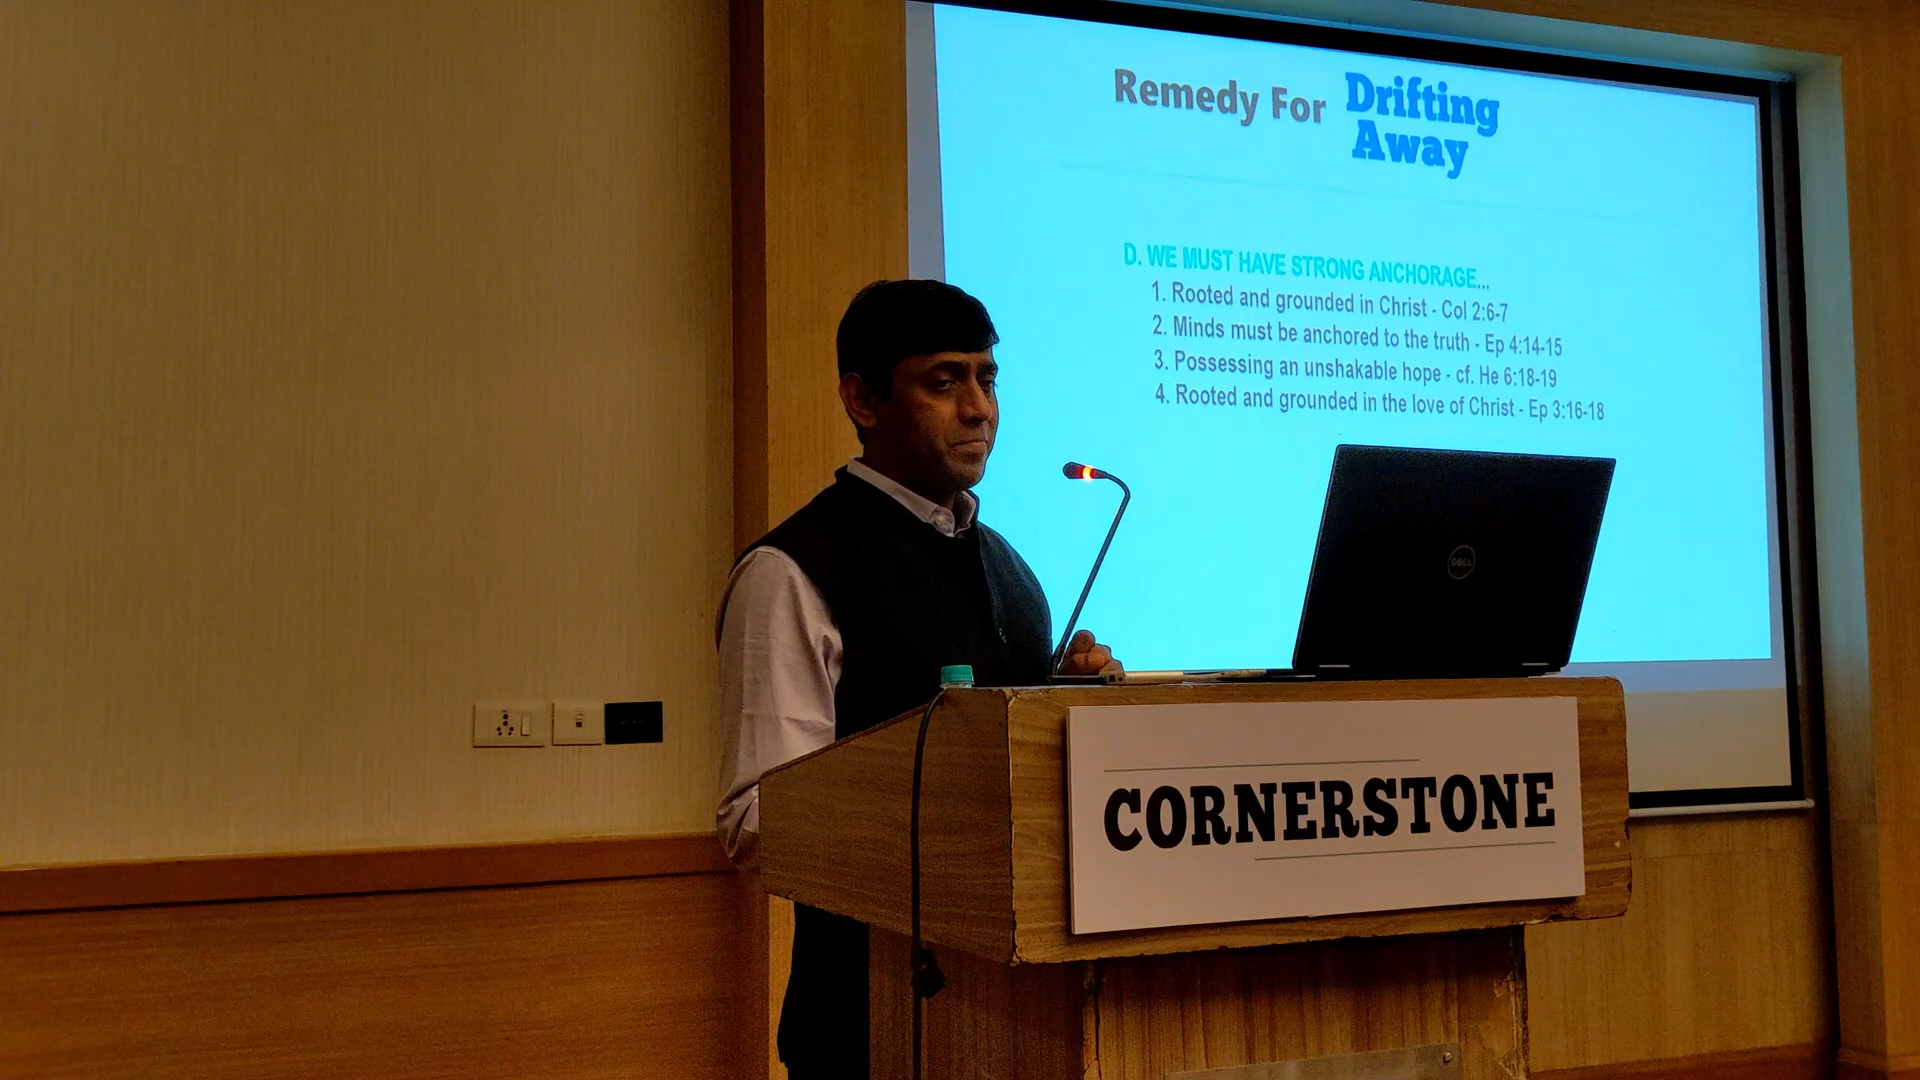 Remedy For Drifting
Away
D. WE MUST HAVE STRONG ANCHORAGE...
1. Rooted and grounded in Christ - Col 2:6-7
2. Minds must be anchored to the truth - Ep 4:14-15
3. Possessing an unshakable hope - cf. He 6:18-19
4. Rooted and grounded in the love of Christ - Ep 3:16-18
DELL
CORNERSTONE